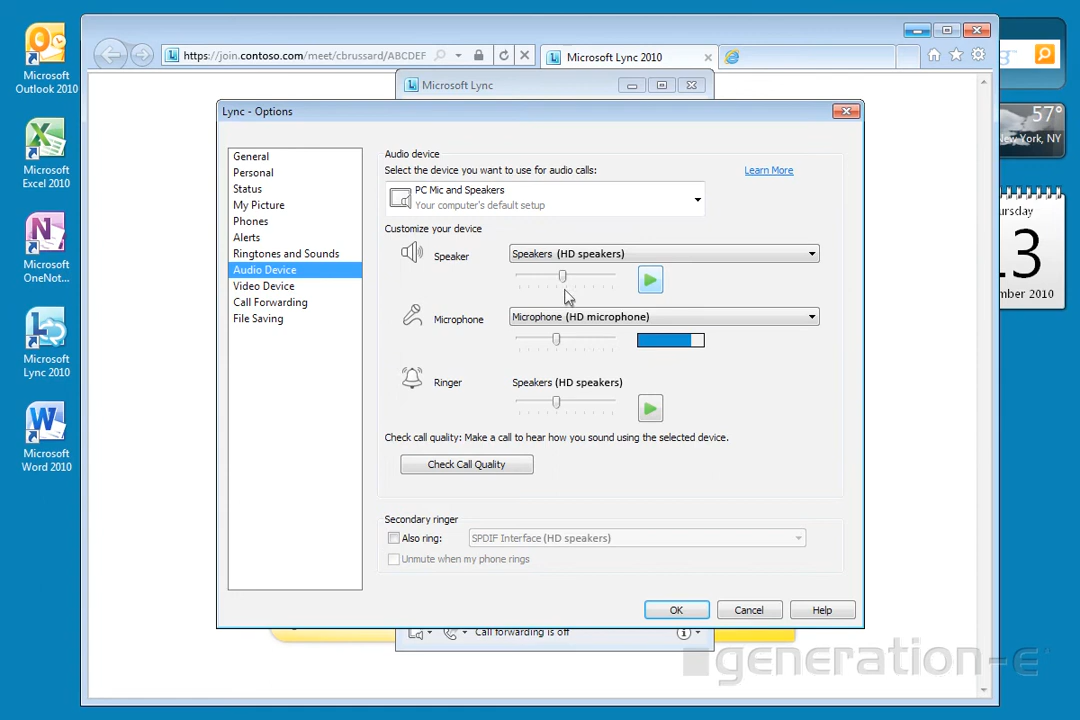 Microsoft
Outlook 2010
Microsoft
Excel 2010
Microsoft
OneNot...
Microsoft
Lync 2010
Microsoft
Word 2010
https://join.contoso.com/meet/cbrussard/ABCDEF
Microsoft Lync 2010
Microsoft Lync
Lync - Options
General
Personal
Status
My Picture
Phones
Alerts
Ringtones and Sounds
Audio Device
Video Device
Call Forwarding
File Saving
Audio device
Select the device you want to use for audio calls:
Learn More
PC Mic and Speakers
Your computer's default setup
Customize your device
Speaker
Speakers (HD speakers)
Microphone
Microphone (HD microphone)
Ringer
Speakers (HD speakers)
Check call quality: Make a call to hear how you sound using the selected device.
Check Call Quality
Secondary ringer
Also ring:
SPDIF Interface (HD speakers)
Unmute when my phone rings
OK
Cancel
Help
Call forwarding is off
57°
New York, NY
ursday
13
mber 2010
generation-e